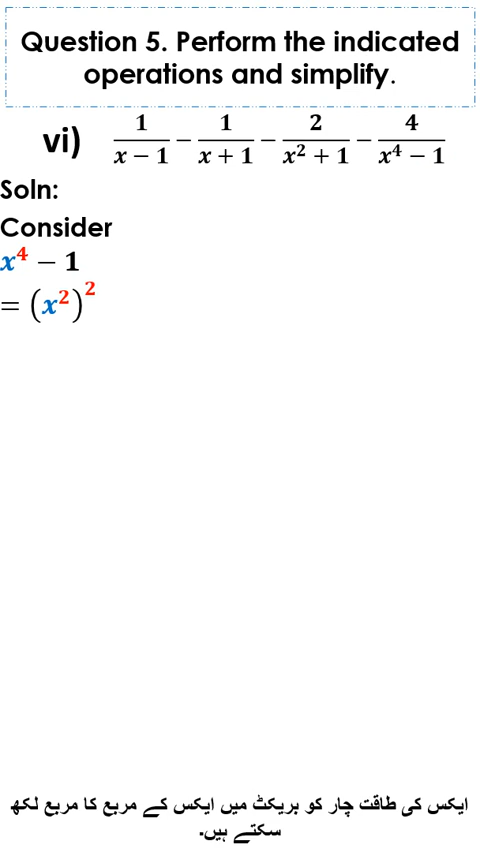 Question 5. Perform the indicated
operations and simplify.
vi) 1/(x − 1) − 1/(x + 1) − 2/(x² + 1) − 4/(x⁴ − 1)
Soln:
Consider
x⁴ − 1
= (x²)²
ایکس کی طاقت چار کو بریکٹ میں ایکس کے مربع کا مربع لکھ
سکتے ہیں۔